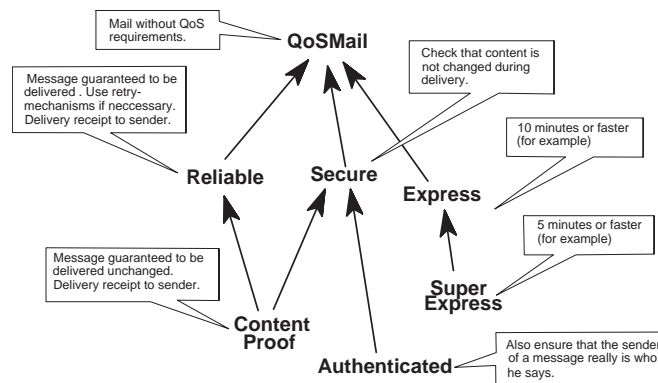 Mail without QoS
requirements.
QoSMail
Check that content is
not changed during
delivery.
Message guaranteed to be
delivered . Use retry-
mechanisms if neccessary.
Delivery receipt to sender.
10 minutes or faster
(for example)
Reliable
Secure
Express
5 minutes or faster
(for example)
Message guaranteed to be
delivered unchanged.
Delivery receipt to sender.
Super
Express
Content
Proof
Authenticated
Also ensure that the sender
of a message really is who
he says.